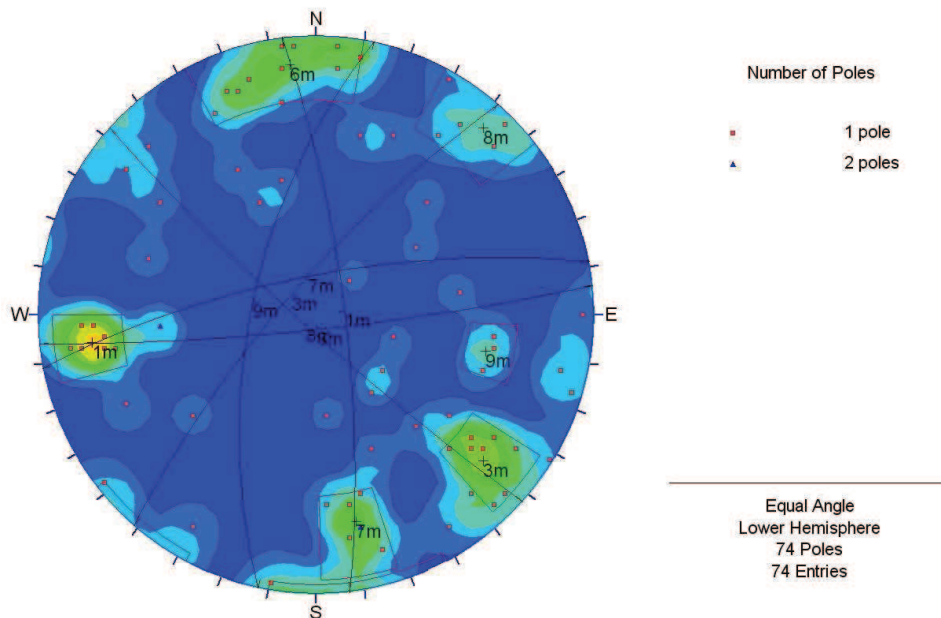 N
6m
8m
Number of Poles
1 pole
2 poles
7m
3m
9m
1m
W
E
1m
9m
3m
7m
S
Equal Angle
Lower Hemisphere
74 Poles
74 Entries